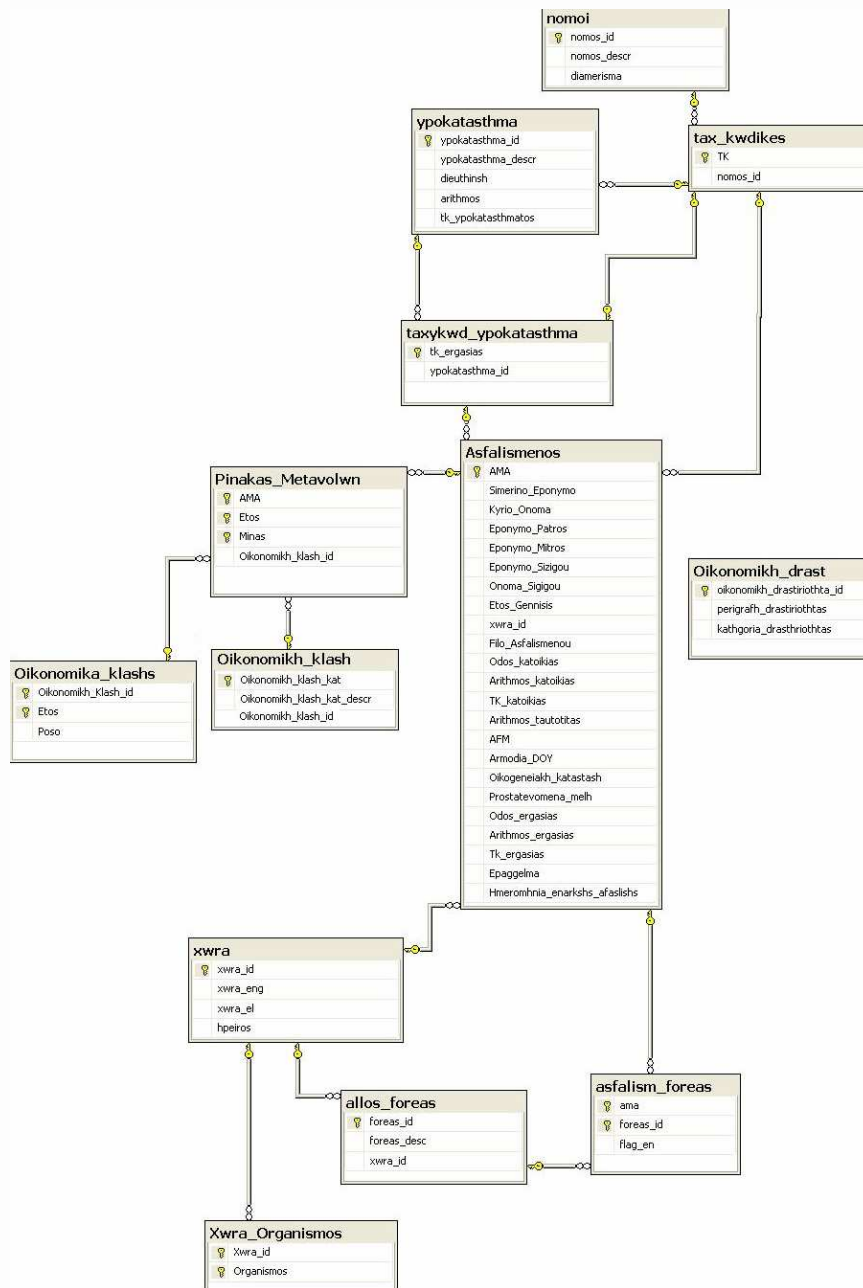 nomoi
nomos_id
nomos_descr
diamerisma
ypokatasthma
ypokatasthma_id
ypokatasthma_descr
dieuthinsh
arithmos
tk_ypokatasthmatos
tax_kwdikes
TK
nomos_id
taxykwd_ypokatasthma
tk_ergasias
ypokatasthma_id
Asfalismenos
AMA
Simerino_Eponymo
Kyrio_Onoma
Eponymo_Patros
Eponymo_Mitros
Eponymo_Sizigou
Onoma_Sigigou
Etos_Gennisis
xwra_id
Filo_Asfalismenou
Odos_katoikias
Arithmos_katoikias
TK_katoikias
Arithmos_tautotitas
AFM
Armodia_DOY
Oikogeneiakh_katastash
Prostatevomena_melh
Odos_ergasias
Arithmos_ergasias
Tk_ergasias
Epaggelma
Hmeromhnia_enarkshs_afaslishs
Pinakas_Metavolwn
AMA
Etos
Minas
Oikonomikh_klash_id
Oikonomikh_drast
oikonomikh_drastiriothta_id
perigrafh_drastiriothtas
kathgoria_drasthriothtas
Oikonomika_klashs
Oikonomikh_Klash_id
Etos
Poso
Oikonomikh_klash
Oikonomikh_klash_kat
Oikonomikh_klash_kat_descr
Oikonomikh_klash_id
xwra
xwra_id
xwra_eng
xwra_el
hpeiros
allos_foreas
foreas_id
foreas_desc
xwra_id
asfalism_foreas
ama
foreas_id
flag_en
Xwra_Organismos
Xwra_id
Organismos